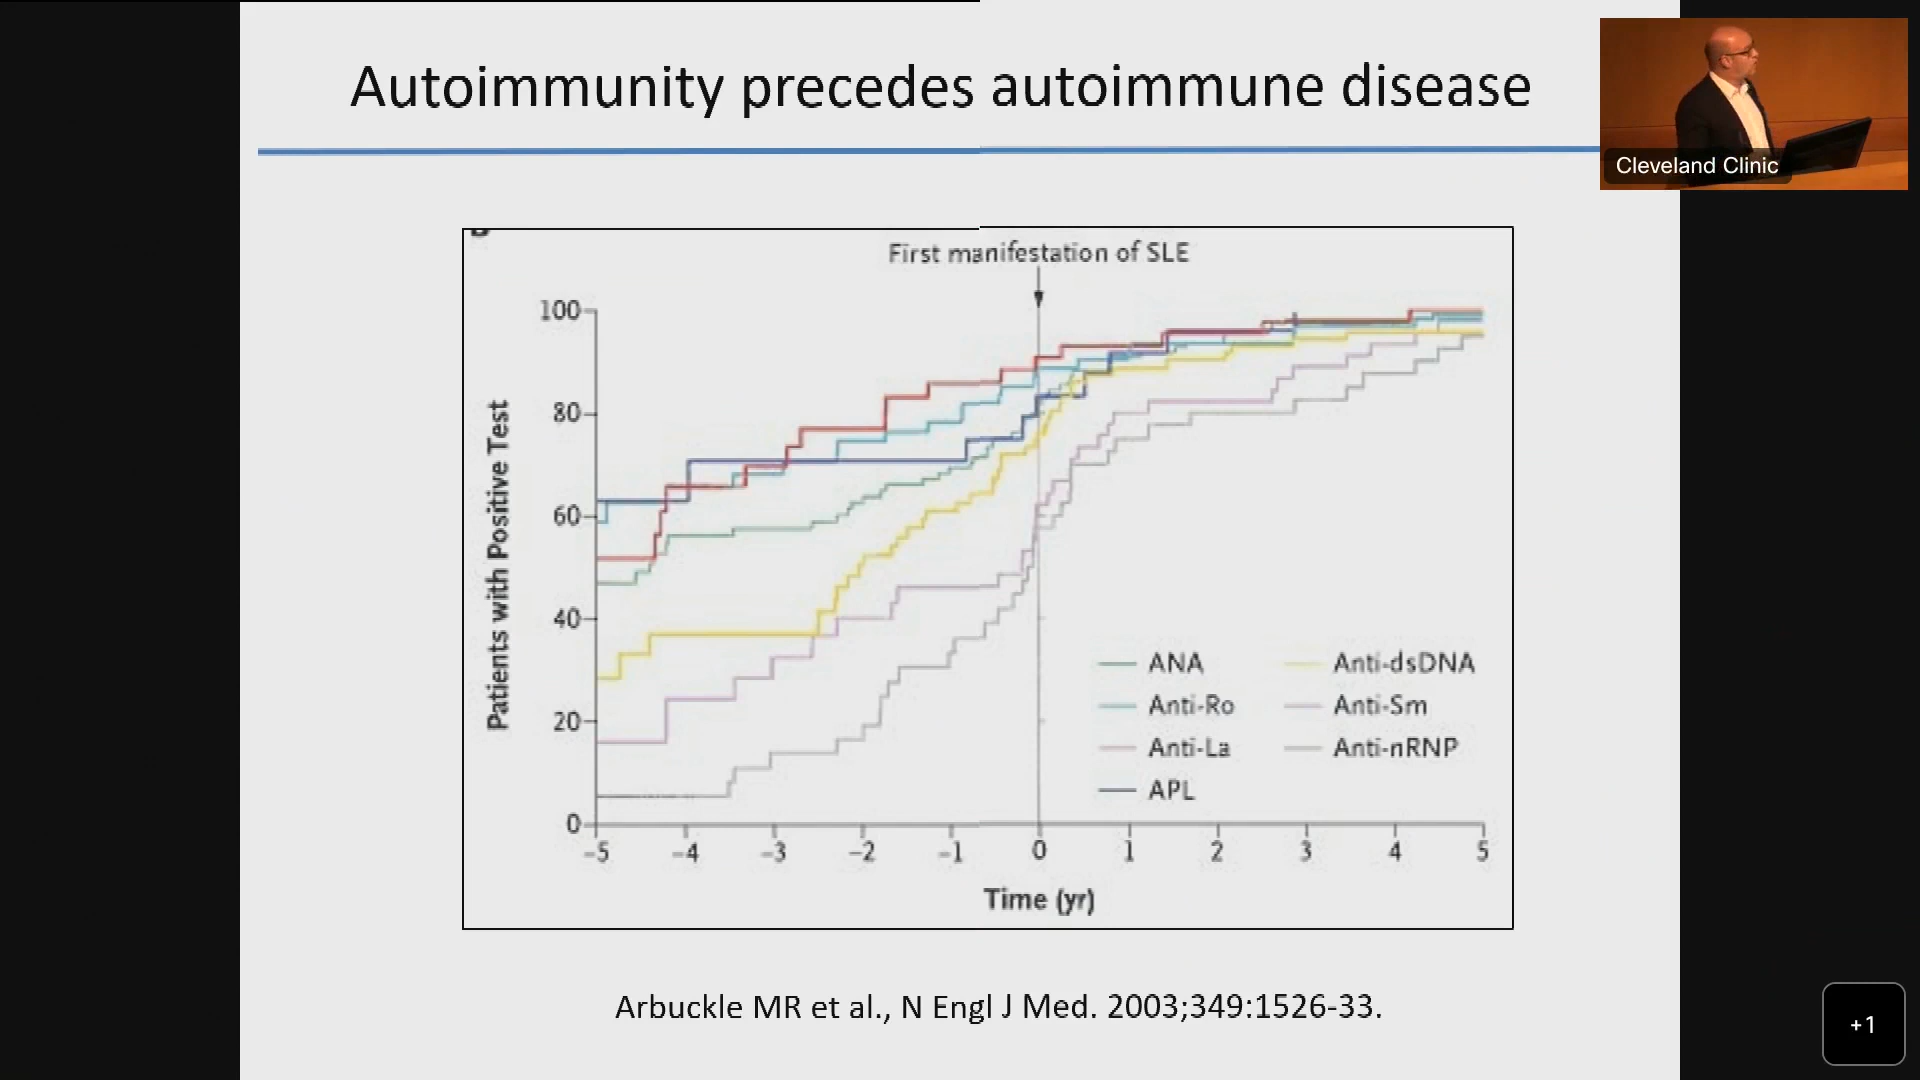 Autoimmunity precedes autoimmune disease
Cleveland Clinic
First manifestation of SLE
100
80
60
40
20
0
Patients with Positive Test
ANA
Anti-Ro
Anti-La
APL
Anti-dsDNA
Anti-Sm
Anti-nRNP
-5 -4 -3 -2 -1 0 1 2 3 4 5
Time (yr)
Arbuckle MR et al., N Engl J Med. 2003;349:1526-33.
+1